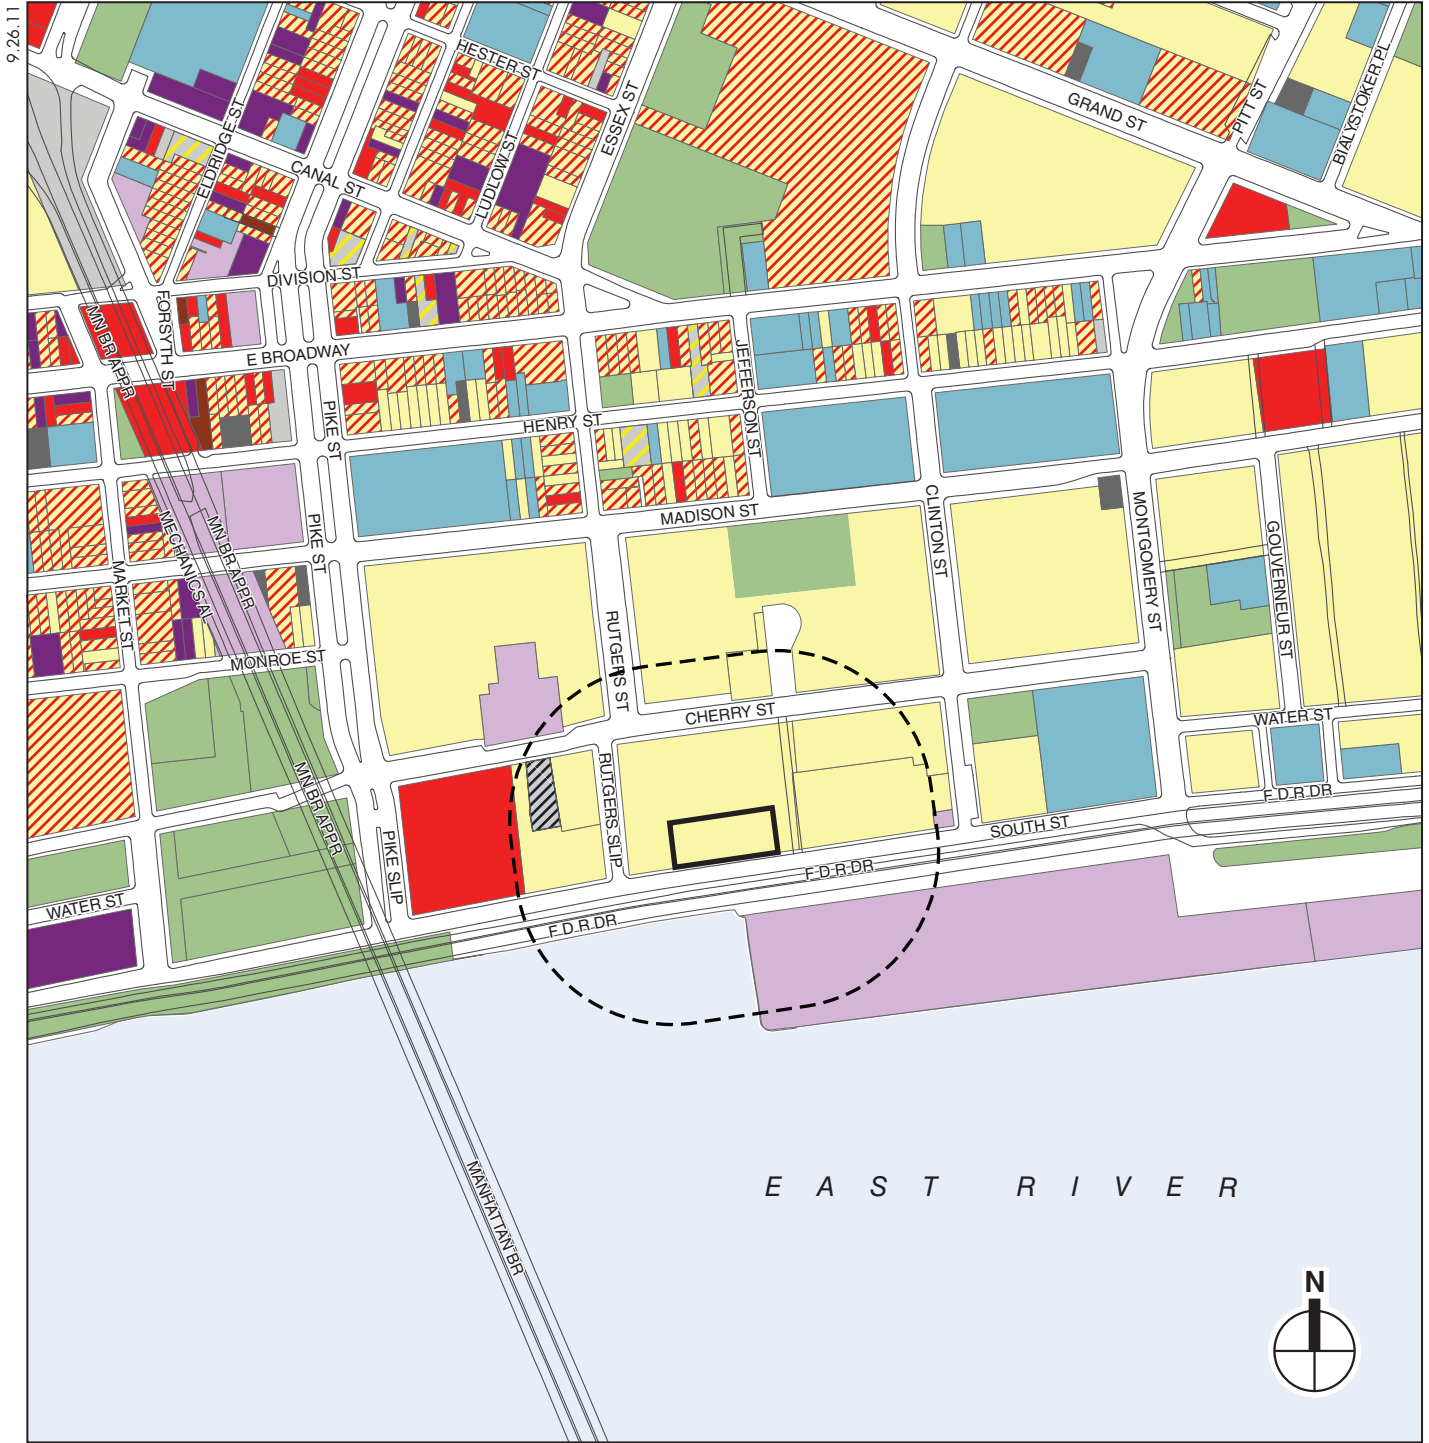 9.26.11
HESTER ST
GRAND ST
PITT ST
BIALYSTOKER PL
ESSEX ST
ELDRIDGE ST
CANAL ST
LUDLOW ST
DIVISION ST
MN BR APPR
FORSYTH ST
E BROADWAY
JEFFERSON ST
PIKE ST
HENRY ST
MADISON ST
CLINTON ST
MONTGOMERY ST
GOUVERNEUR ST
MECHANICS AL
MN BR APPR
PIKE ST
MARKET ST
RUTGERS ST
MONROE ST
CHERRY ST
WATER ST
MN BR APPR
RUTGERS SLIP
F D R DR
SOUTH ST
PIKE SLIP
F D R DR
WATER ST
F D R DR
MANHATTAN BR
EAST RIVER
N